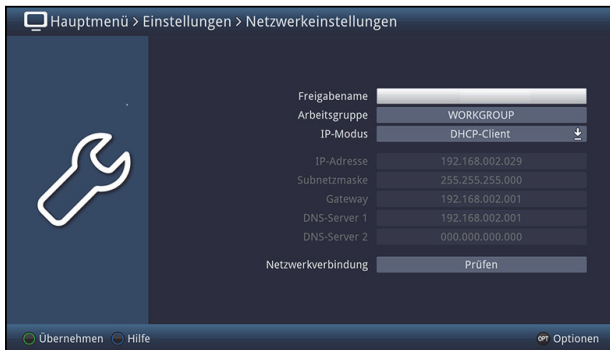 Hauptmenü > Einstellungen > Netzwerkeinstellungen
Freigabename
Arbeitsgruppe WORKGROUP
IP-Modus DHCP-Client
IP-Adresse 192.168.002.029
Subnetzmaske 255.255.255.000
Gateway 192.168.002.001
DNS-Server 1 192.168.002.001
DNS-Server 2 000.000.000.000
Netzwerkverbindung Prüfen
Übernehmen Hilfe OPT Optionen